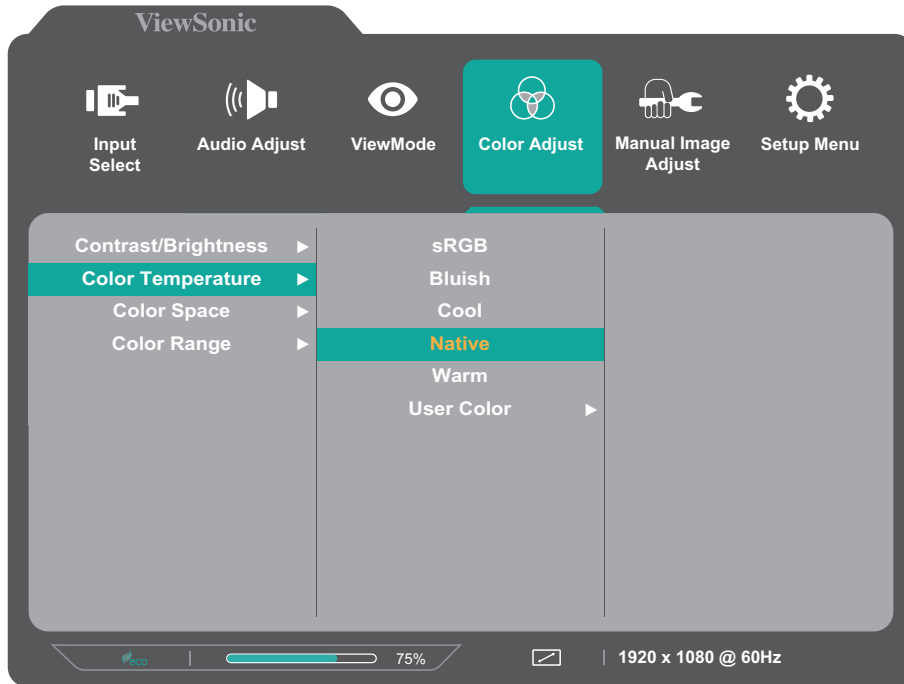 ViewSonic
Input
Select
Audio Adjust
ViewMode
Color Adjust
Manual Image
Adjust
Setup Menu
Contrast/Brightness
Color Temperature
Color Space
Color Range
sRGB
Bluish
Cool
Native
Warm
User Color
eco
75%
1920 x 1080 @ 60Hz